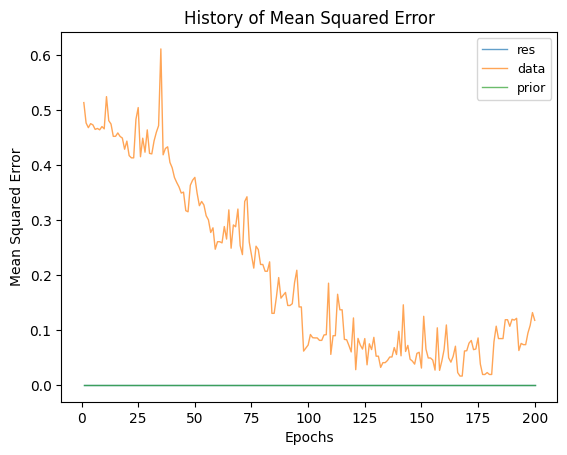 History of Mean Squared Error
res
data
prior
Mean Squared Error
0.6
0.5
0.4
0.3
0.2
0.1
0.0
0 25 50 75 100 125 150 175 200
Epochs